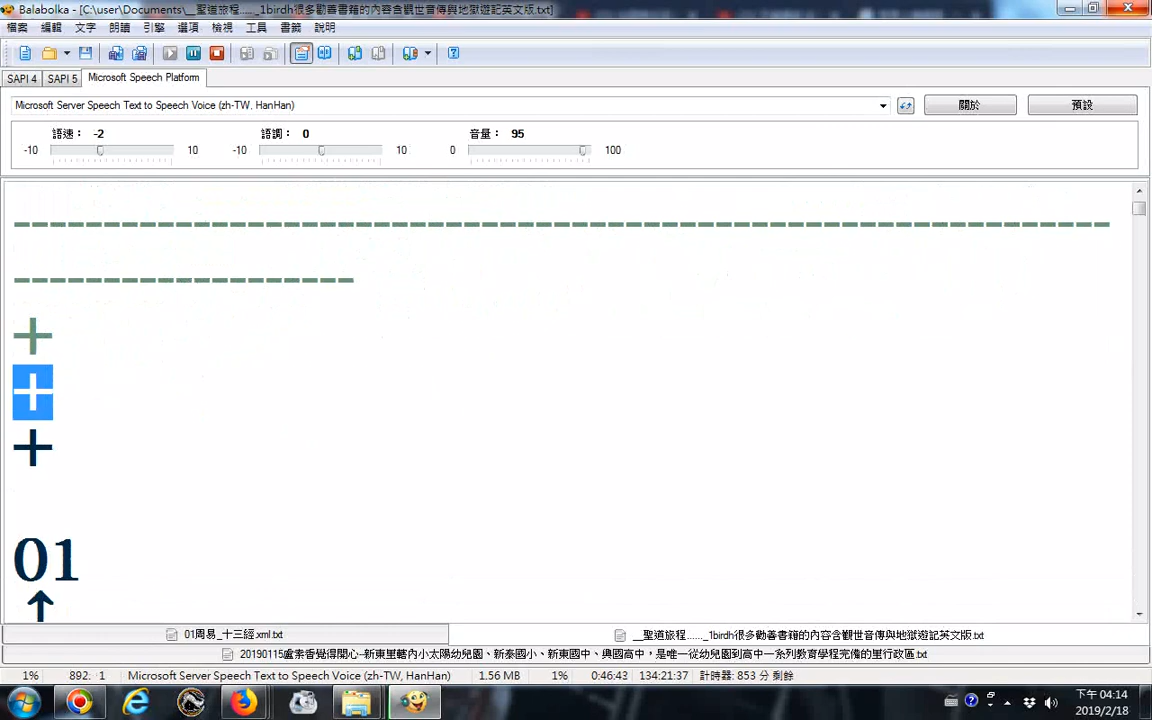 Balabolka - [C:\user\Documents\__聖道旅程......_1birdh很多勸善書籍的內容含觀世音傳與地獄遊記英文版.txt]
檔案 編輯 文字 朗讀 引擎 選項 檢視 工具 書籤 說明
SAPI 4 SAPI 5 Microsoft Speech Platform
Microsoft Server Speech Text to Speech Voice (zh-TW, HanHan) 關於 預設
語速： -2 語調： 0 音量： 95
-10 10 -10 10 0 100
+
+
+
01
↑
01周易_十三經.xml.txt __聖道旅程......_1birdh很多勸善書籍的內容含觀世音傳與地獄遊記英文版.txt
20190115盧素香覺得開心--新東里轄內小太陽幼兒園、新泰國小、新東國中、興國高中，是唯一從幼兒園到高中一系列教育學程完備的里行政區.txt
1% 892: 1 Microsoft Server Speech Text to Speech Voice (zh-TW, HanHan) 1.56 MB 1% 0:46:43 134:21:37 計時器：853 分 剩餘
下午 04:14
2019/2/18